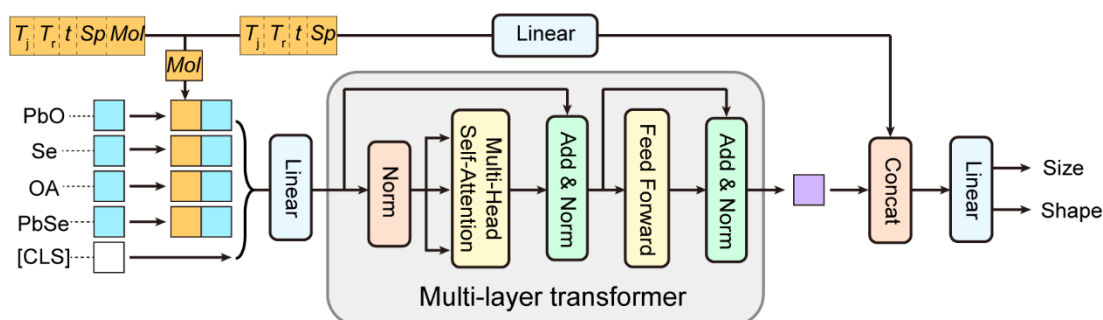 Tj Tr t Sp Mol
Tj Tr t Sp
Linear
Mol
PbO
Se
OA
PbSe
[CLS]
Linear
Norm
Multi-Head
Self-Attention
Add & Norm
Feed Forward
Add & Norm
Concat
Linear
Size
Shape
Multi-layer transformer